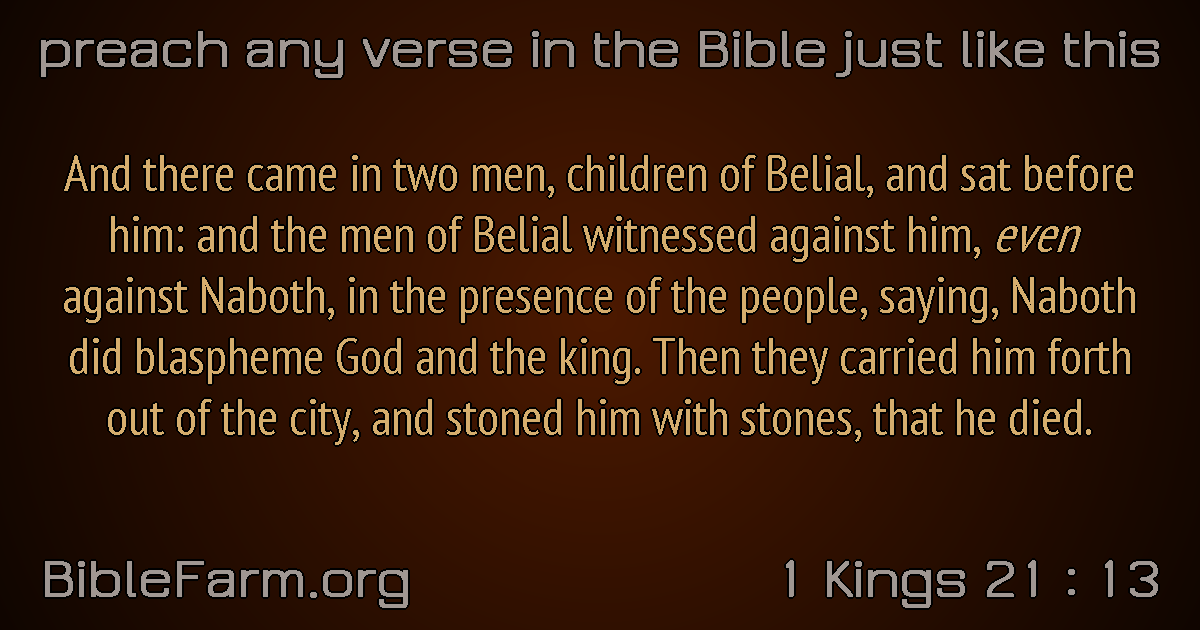 preach any verse in the Bible just like this
And there came in two men, children of Belial, and sat before
him: and the men of Belial witnessed against him, even
against Naboth, in the presence of the people, saying, Naboth
did blaspheme God and the king. Then they carried him forth
out of the city, and stoned him with stones, that he died.
BibleFarm.org
1 Kings 21 : 13